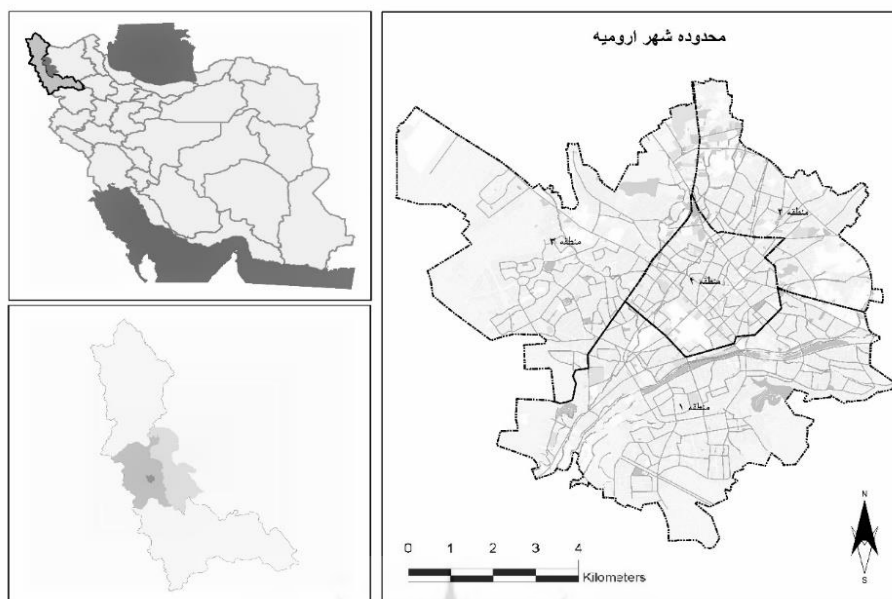 محدوده شهر ارومیه
منطقه ۲
منطقه ۳
منطقه ۴
منطقه ۱
N
S
0 1 2 3 4
Kilometers